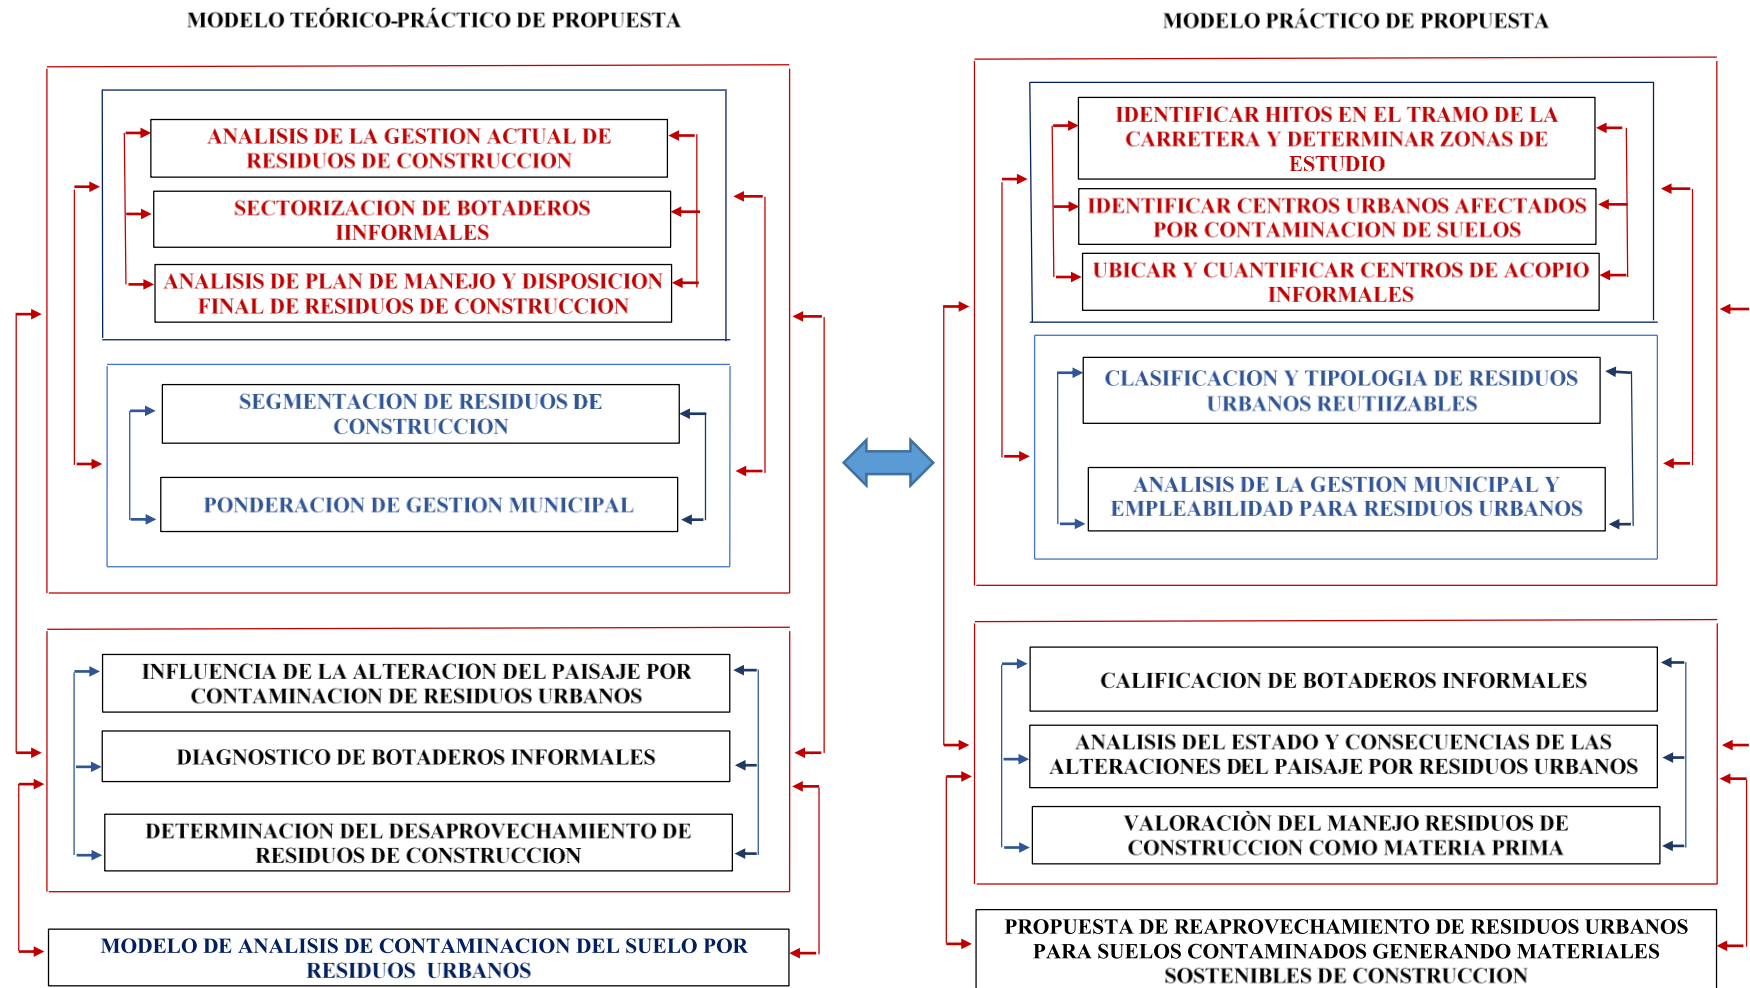 MODELO TEÓRICO-PRÁCTICO DE PROPUESTA
ANALISIS DE LA GESTION ACTUAL DE
RESIDUOS DE CONSTRUCCION
SECTORIZACION DE BOTADEROS
IINFORMALES
ANALISIS DE PLAN DE MANEJO Y DISPOSICION
FINAL DE RESIDUOS DE CONSTRUCCION
SEGMENTACION DE RESIDUOS DE
CONSTRUCCION
PONDERACION DE GESTION MUNICIPAL
INFLUENCIA DE LA ALTERACION DEL PAISAJE POR
CONTAMINACION DE RESIDUOS URBANOS
DIAGNOSTICO DE BOTADEROS INFORMALES
DETERMINACION DEL DESAPROVECHAMIENTO DE
RESIDUOS DE CONSTRUCCION
MODELO DE ANALISIS DE CONTAMINACION DEL SUELO POR
RESIDUOS URBANOS
MODELO PRÁCTICO DE PROPUESTA
IDENTIFICAR HITOS EN EL TRAMO DE LA
CARRETERA Y DETERMINAR ZONAS DE
ESTUDIO
IDENTIFICAR CENTROS URBANOS AFECTADOS
POR CONTAMINACION DE SUELOS
UBICAR Y CUANTIFICAR CENTROS DE ACOPIO
INFORMALES
CLASIFICACION Y TIPOLOGIA DE RESIDUOS
URBANOS REUTIIZABLES
ANALISIS DE LA GESTION MUNICIPAL Y
EMPLEABILIDAD PARA RESIDUOS URBANOS
CALIFICACION DE BOTADEROS INFORMALES
ANALISIS DEL ESTADO Y CONSECUENCIAS DE LAS
ALTERACIONES DEL PAISAJE POR RESIDUOS URBANOS
VALORACIÒN DEL MANEJO RESIDUOS DE
CONSTRUCCION COMO MATERIA PRIMA
PROPUESTA DE REAPROVECHAMIENTO DE RESIDUOS URBANOS
PARA SUELOS CONTAMINADOS GENERANDO MATERIALES
SOSTENIBLES DE CONSTRUCCION